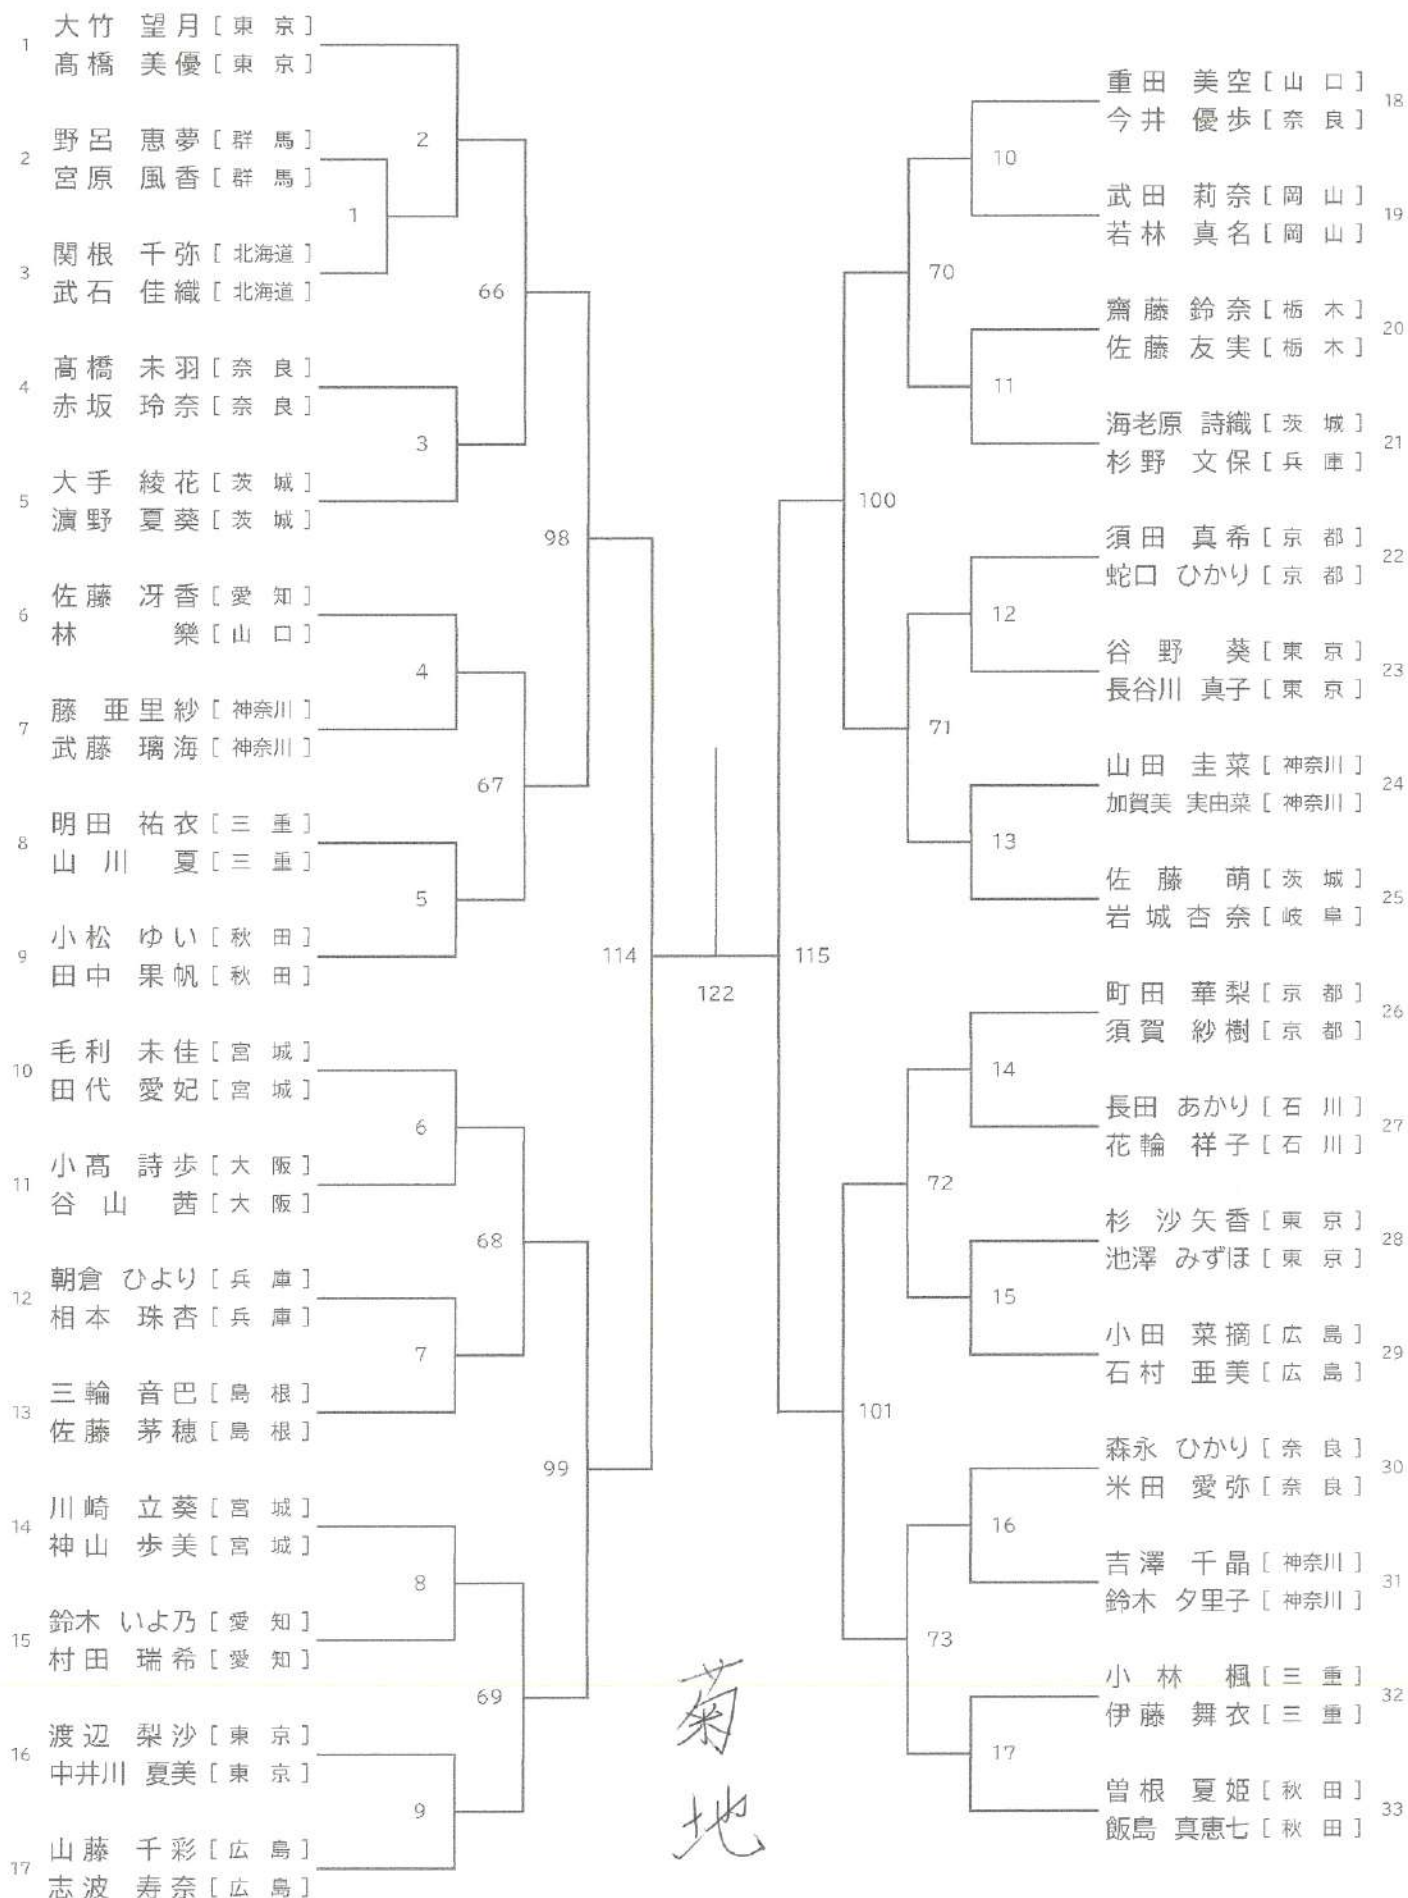 1 大竹 望月 [東 京]
髙橋 美優 [東 京]
2
2 野呂 恵夢 [群 馬]
宮原 風香 [群 馬]
1
3 関根 千弥 [北海道]
武石 佳織 [北海道]
66
4 髙橋 未羽 [奈 良]
赤坂 玲奈 [奈 良]
3
5 大手 綾花 [茨 城]
濵野 夏葵 [茨 城]
98
6 佐藤 冴香 [愛 知]
林 樂 [山 口]
4
7 藤 亜里紗 [神奈川]
武藤 璃海 [神奈川]
67
8 明田 祐衣 [三 重]
山川 夏 [三 重]
5
9 小松 ゆい [秋 田]
田中 果帆 [秋 田]
114
10 毛利 未佳 [宮 城]
田代 愛妃 [宮 城]
6
11 小髙 詩歩 [大 阪]
谷山 茜 [大 阪]
68
12 朝倉 ひより [兵 庫]
相本 珠杏 [兵 庫]
7
13 三輪 音巴 [島 根]
佐藤 茅穂 [島 根]
99
14 川崎 立葵 [宮 城]
神山 歩美 [宮 城]
8
15 鈴木 いよ乃 [愛 知]
村田 瑞希 [愛 知]
69
16 渡辺 梨沙 [東 京]
中井川 夏美 [東 京]
9
17 山藤 千彩 [広 島]
志波 寿奈 [広 島]
122
菊
地
重田 美空 [山 口] 18
今井 優歩 [奈 良]
10
武田 莉奈 [岡 山] 19
若林 真名 [岡 山]
70
齋藤 鈴奈 [栃 木] 20
佐藤 友実 [栃 木]
11
海老原 詩織 [茨 城] 21
杉野 文保 [兵 庫]
100
須田 真希 [京 都] 22
蛇口 ひかり [京 都]
12
谷野 葵 [東 京] 23
長谷川 真子 [東 京]
71
山田 圭菜 [神奈川] 24
加賀美 実由菜 [神奈川]
13
佐藤 萌 [茨 城] 25
岩城 杏奈 [岐 阜]
115
町田 華梨 [京 都] 26
須賀 紗樹 [京 都]
14
長田 あかり [石 川] 27
花輪 祥子 [石 川]
72
杉 沙矢香 [東 京] 28
池澤 みずほ [東 京]
15
小田 菜摘 [広 島] 29
石村 亜美 [広 島]
101
森永 ひかり [奈 良] 30
米田 愛弥 [奈 良]
16
吉澤 千晶 [神奈川] 31
鈴木 夕里子 [神奈川]
73
小林 楓 [三 重] 32
伊藤 舞衣 [三 重]
17
曽根 夏姫 [秋 田] 33
飯島 真恵七 [秋 田]